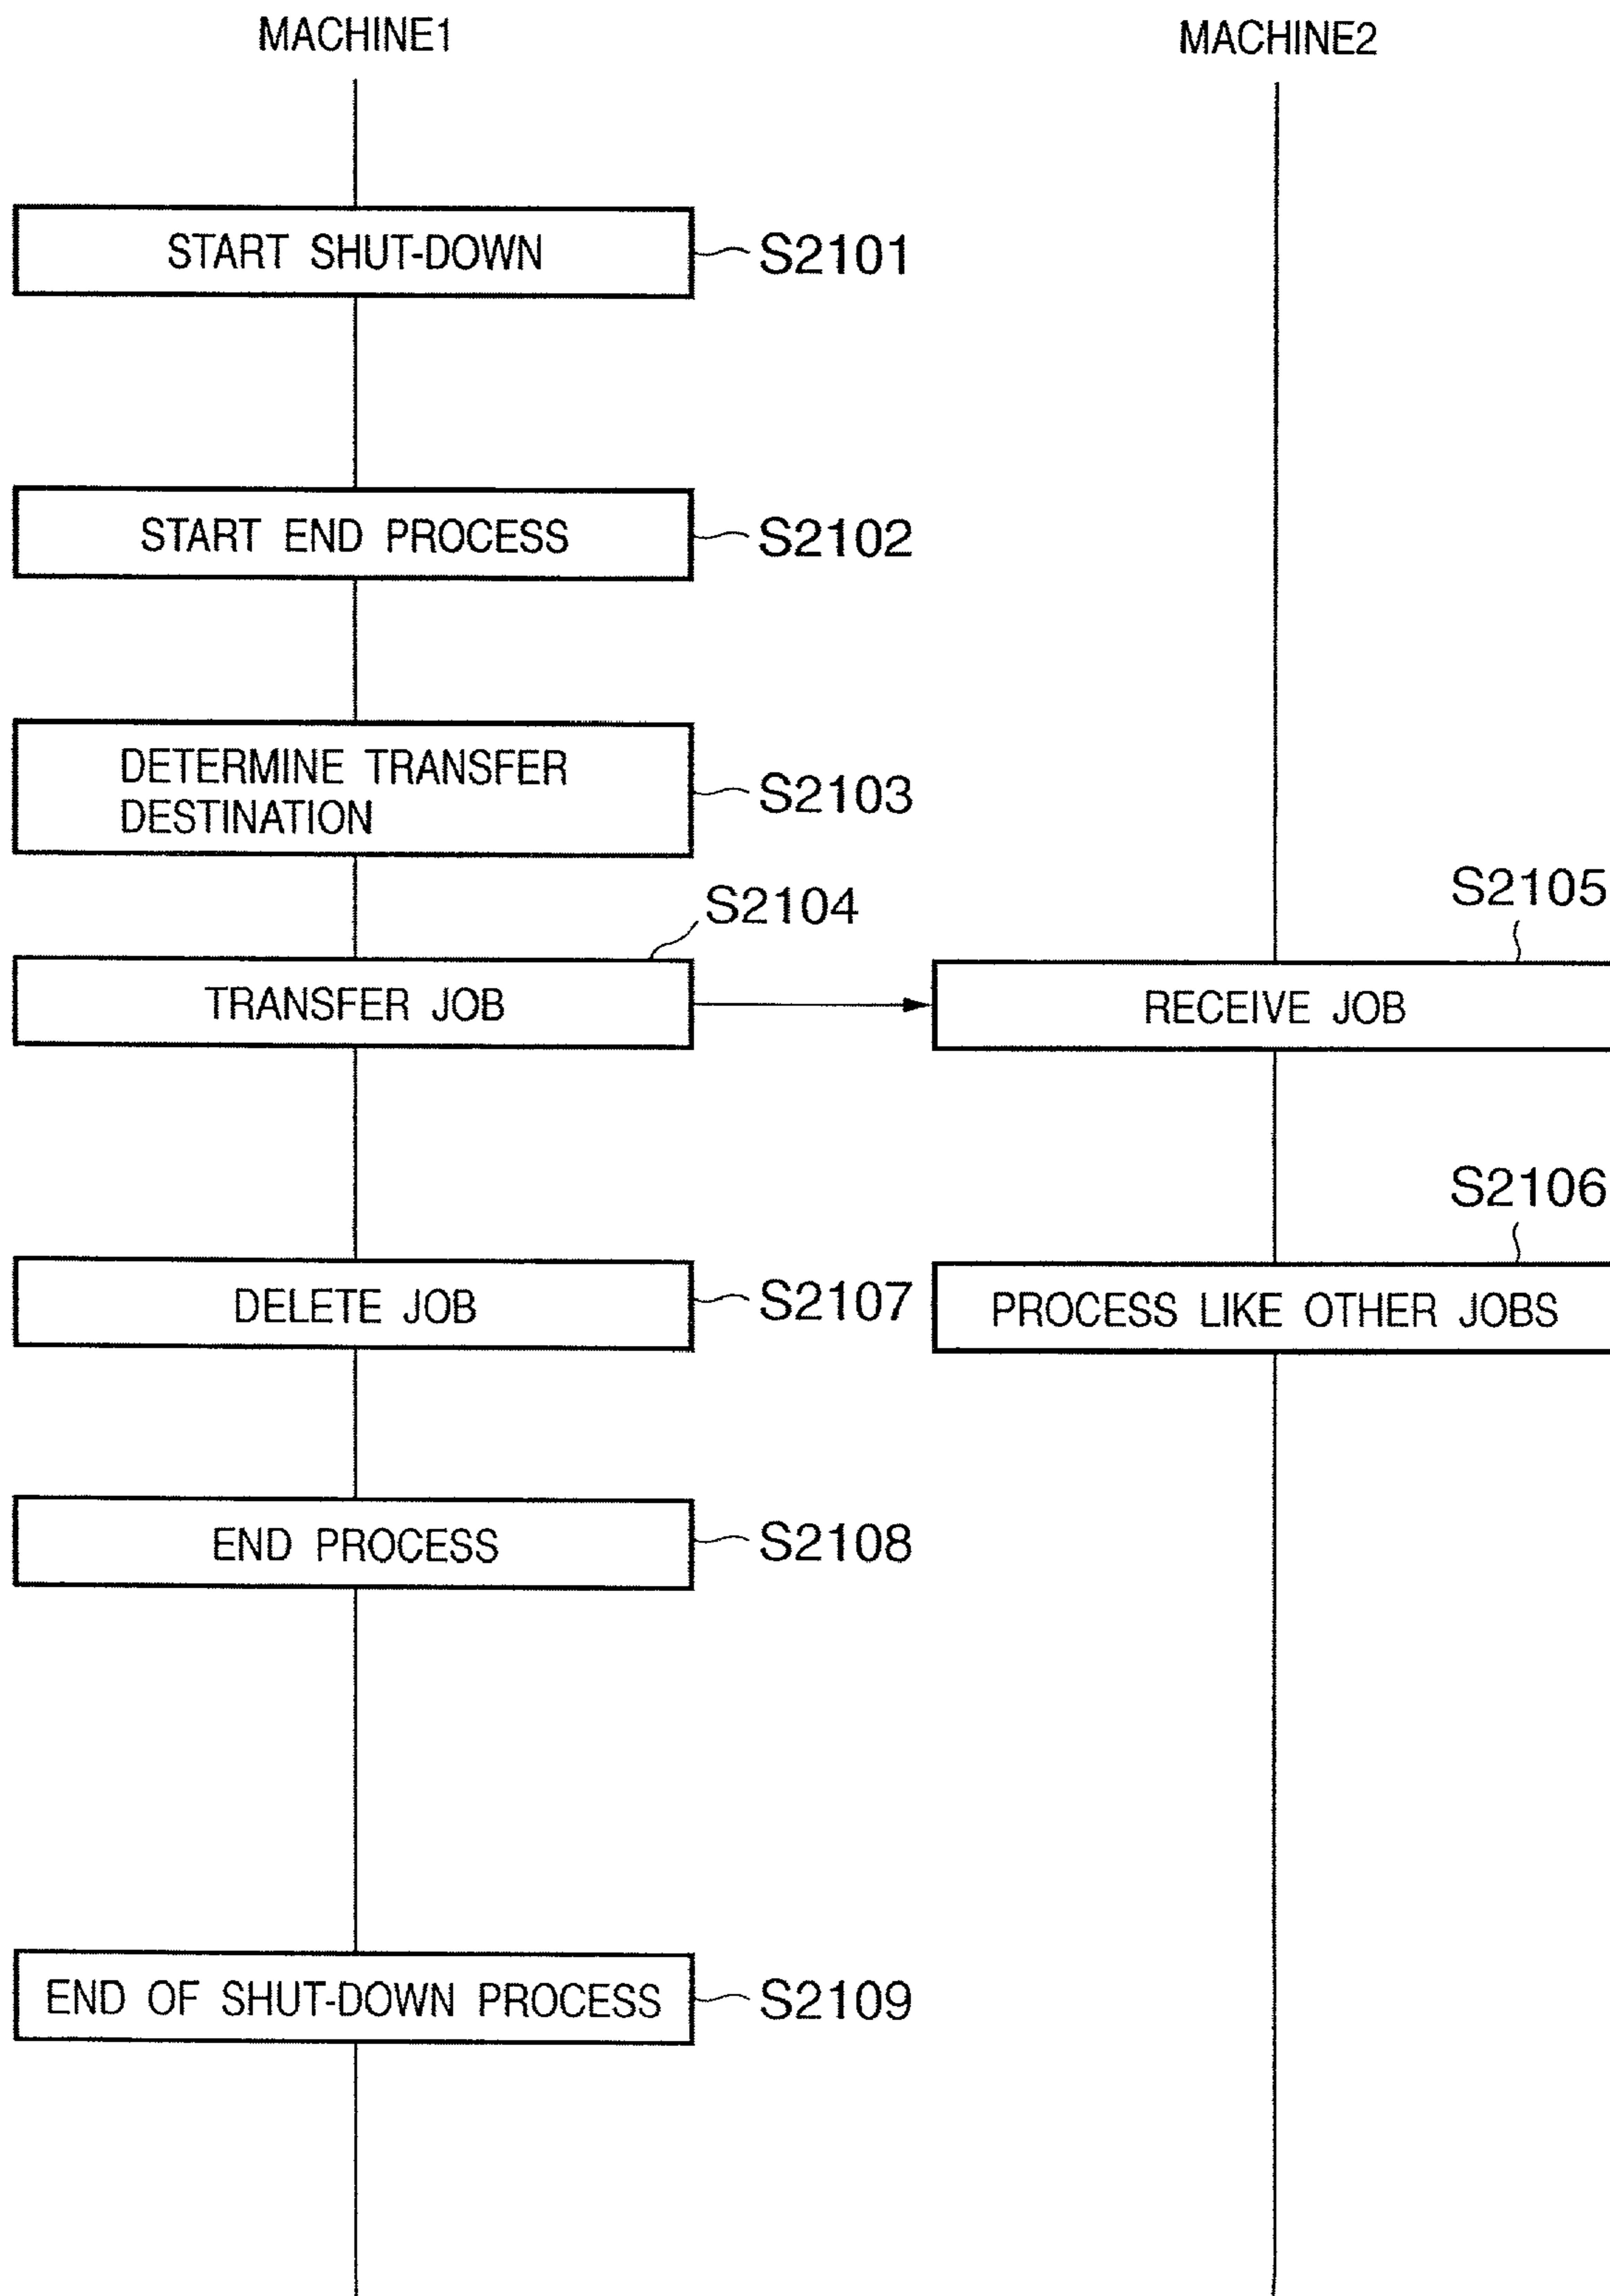 MACHINE1
MACHINE2
START SHUT-DOWN
S2101
START END PROCESS
S2102
DETERMINE TRANSFER
DESTINATION
S2103
S2104
S2105
TRANSFER JOB
RECEIVE JOB
S2106
DELETE JOB
S2107
PROCESS LIKE OTHER JOBS
END PROCESS
S2108
END OF SHUT-DOWN PROCESS
S2109